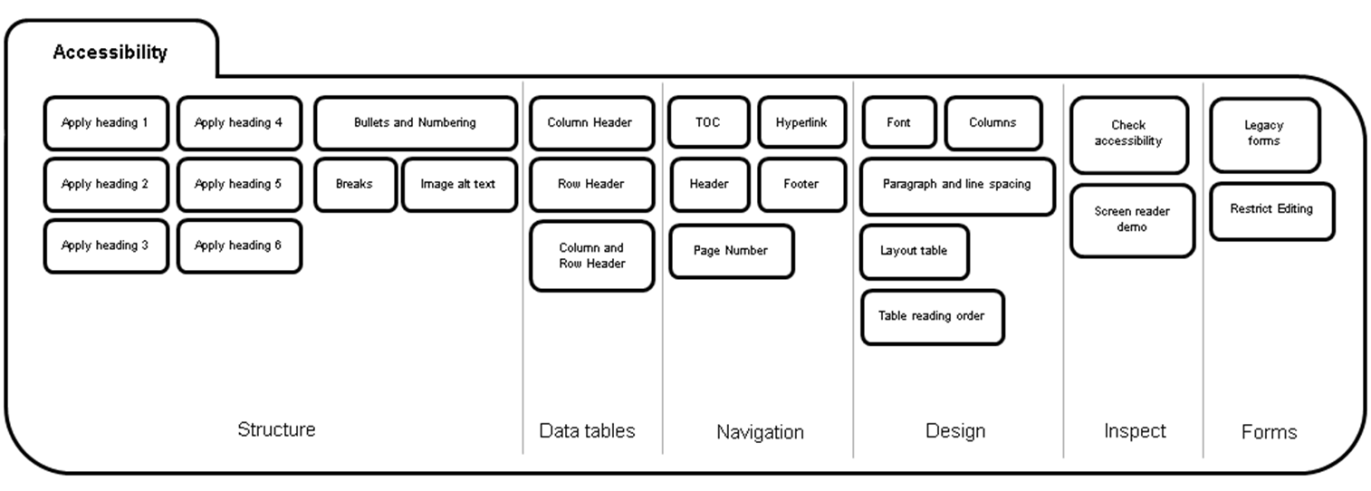 Accessibility
Apply heading 1
Apply heading 2
Apply heading 3
Apply heading 4
Apply heading 5
Apply heading 6
Bullets and Numbering
Breaks
Image alt text
Structure
Column Header
Row Header
Column and
Row Header
Data tables
TOC
Hyperlink
Header
Footer
Page Number
Navigation
Font
Columns
Paragraph and line spacing
Layout table
Table reading order
Design
Check
accessibility
Screen reader
demo
Inspect
Legacy
forms
Restrict Editing
Forms